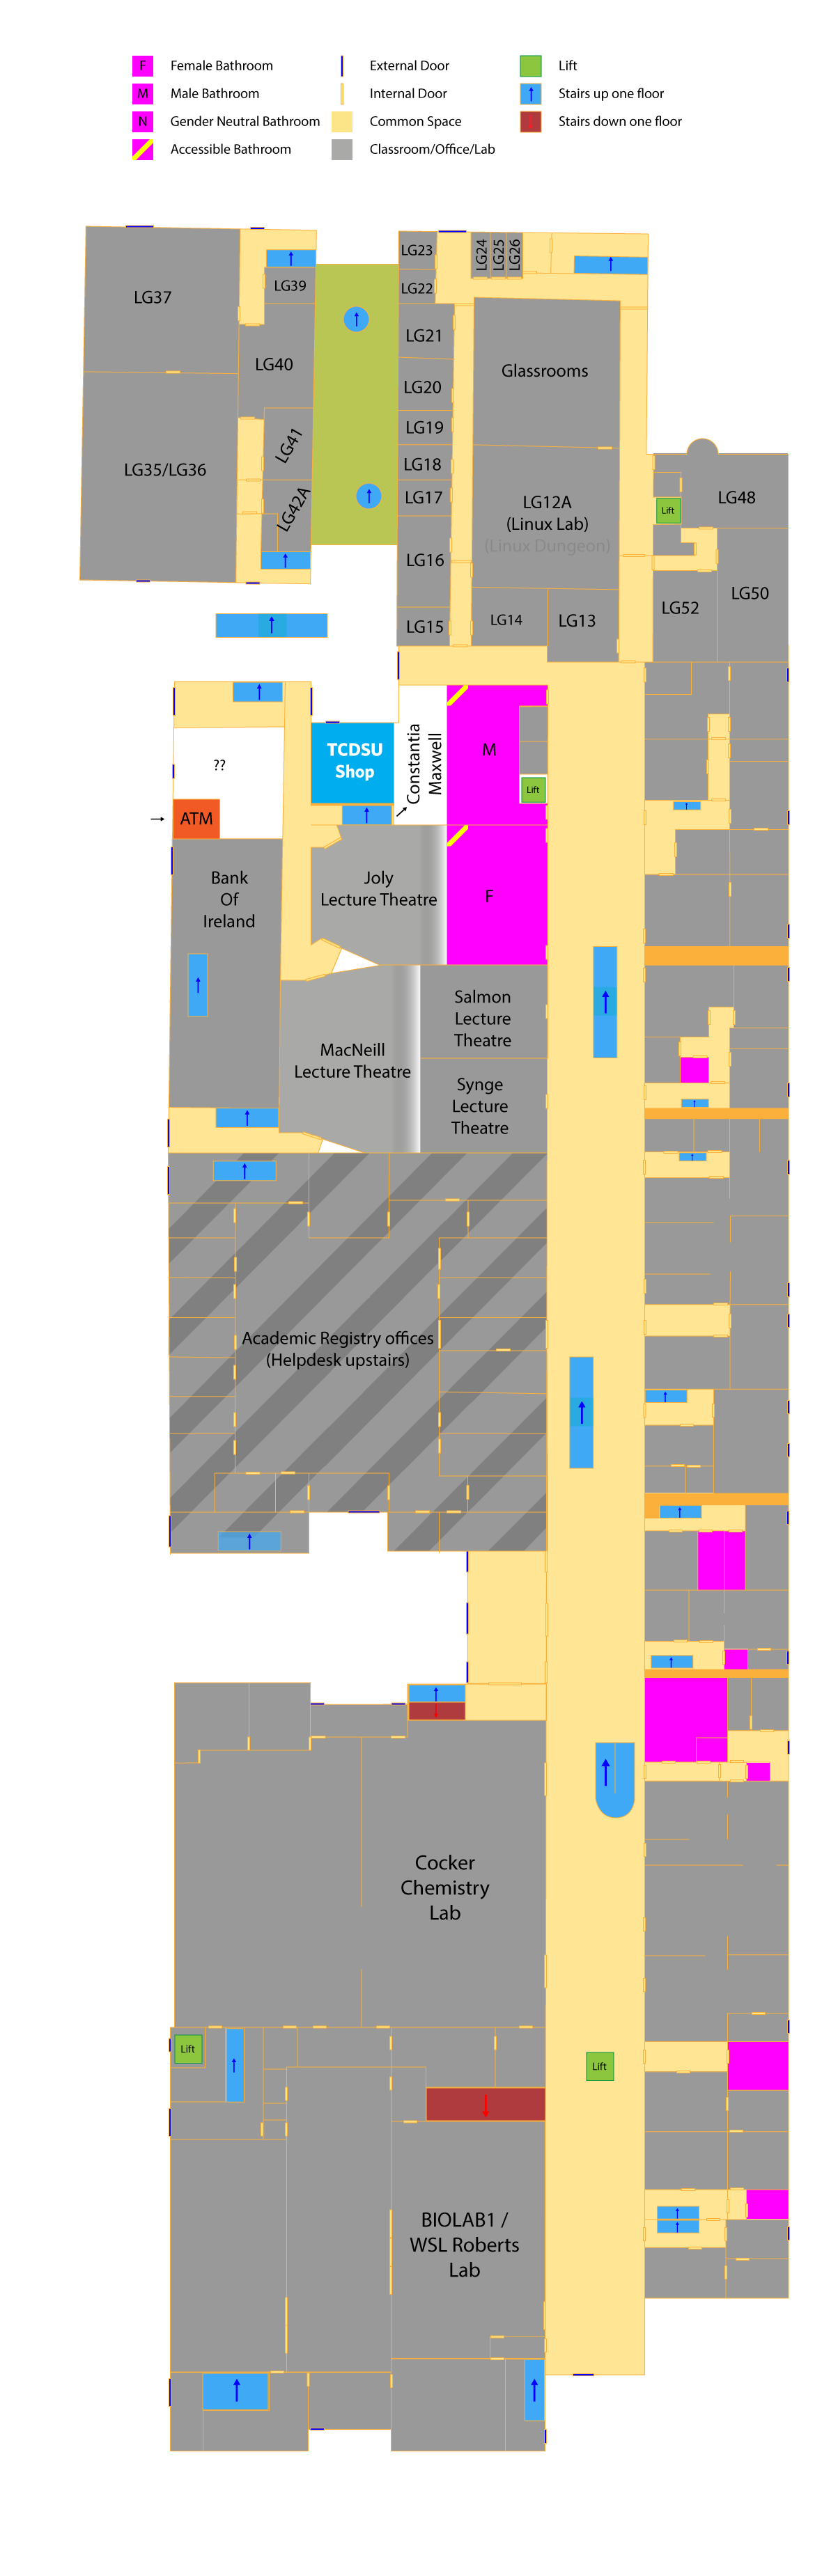 F Female Bathroom
External Door
Lift
M Male Bathroom
Internal Door
Stairs up one floor
N Gender Neutral Bathroom
Common Space
Stairs down one floor
Accessible Bathroom
Classroom/Office/Lab
LG37
LG39
LG40
LG41
LG35/LG36
LG42A
LG23
LG24
LG25
LG26
LG22
LG21
LG20
LG19
LG18
LG17
LG16
LG15
Glassrooms
LG12A
(Linux Lab)
(Linux Dungeon)
LG14
LG13
LG48
Lift
LG50
LG52
??
ATM
TCDSU
Shop
Constantia
Maxwell
M
Lift
Bank
Of
Ireland
Joly
Lecture Theatre
F
MacNeill
Lecture Theatre
Salmon
Lecture
Theatre
Synge
Lecture
Theatre
Academic Registry offices
(Helpdesk upstairs)
Cocker
Chemistry
Lab
Lift
Lift
BIOLAB1 /
WSL Roberts
Lab